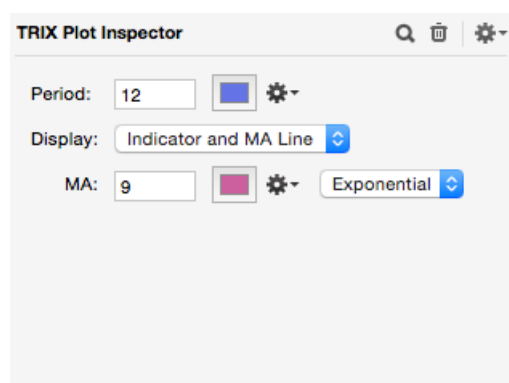 TRIX Plot Inspector
Period: 12
Display: Indicator and MA Line
MA: 9 Exponential